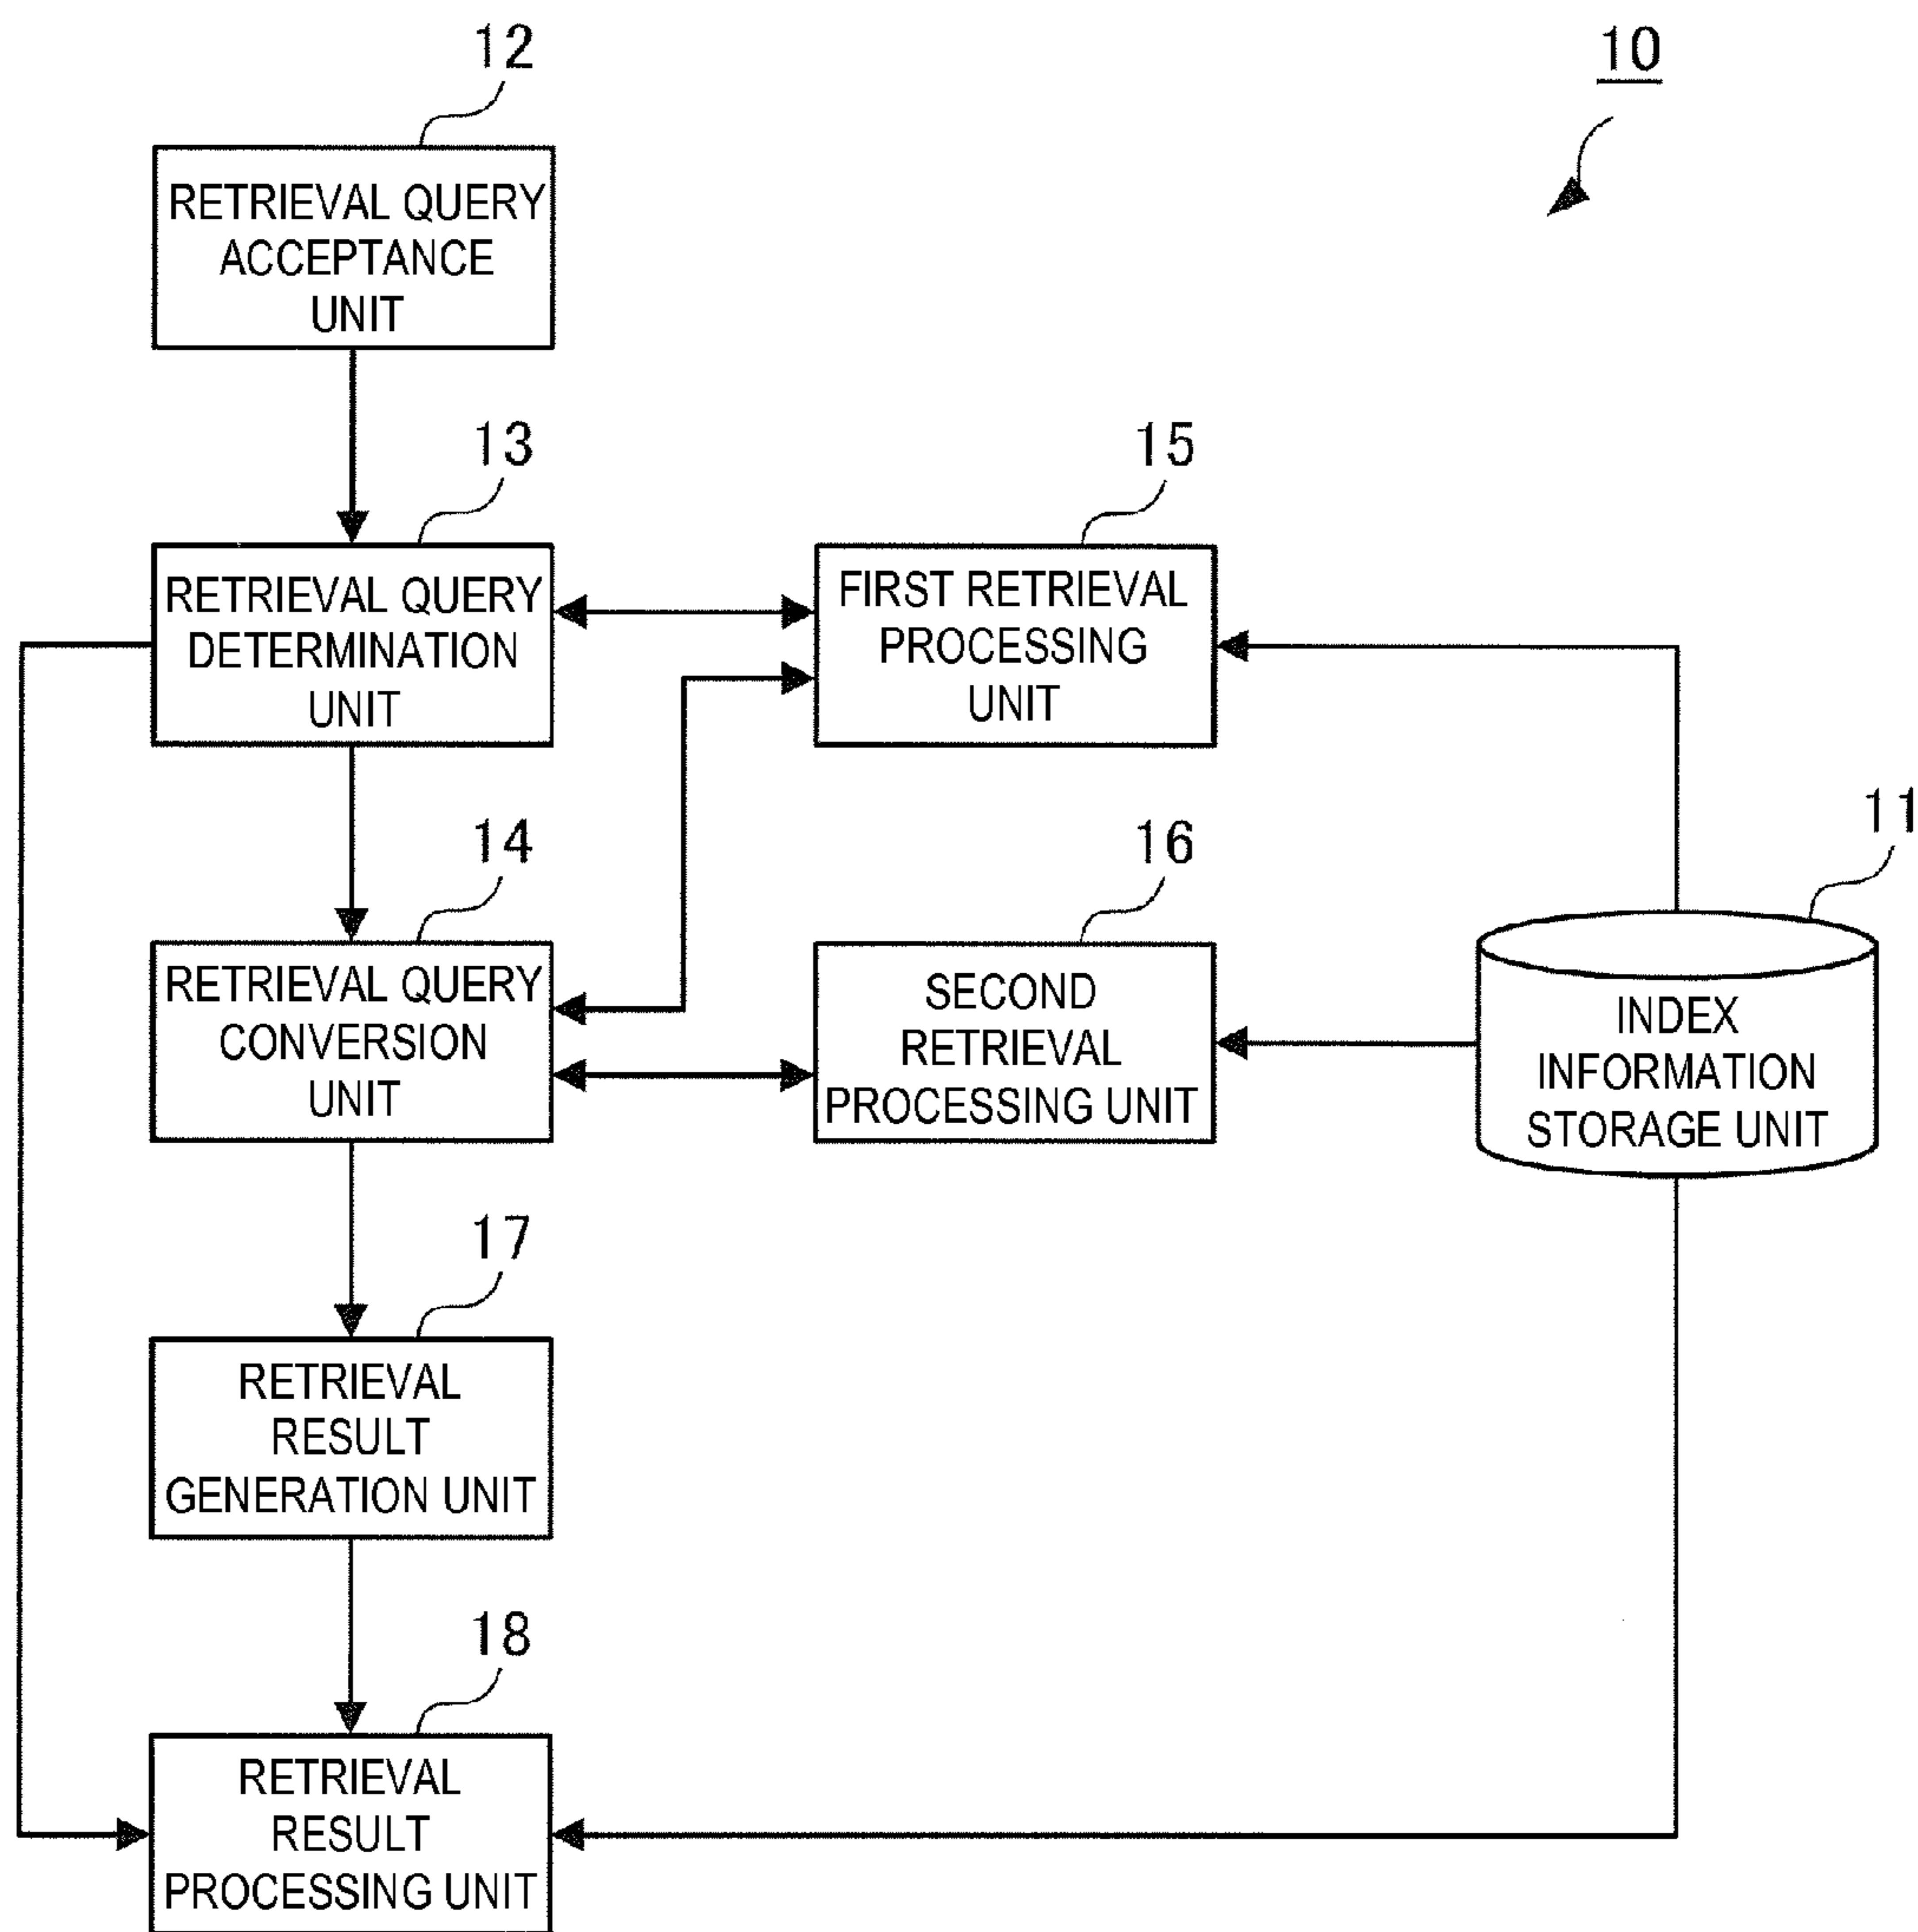 12
10
RETRIEVAL QUERY
ACCEPTANCE
UNIT
13
15
RETRIEVAL QUERY
DETERMINATION
UNIT
FIRST RETRIEVAL
PROCESSING
UNIT
14
16
11
RETRIEVAL QUERY
CONVERSION
UNIT
SECOND
RETRIEVAL
PROCESSING UNIT
INDEX
INFORMATION
STORAGE UNIT
17
RETRIEVAL
RESULT
GENERATION UNIT
18
RETRIEVAL
RESULT
PROCESSING UNIT